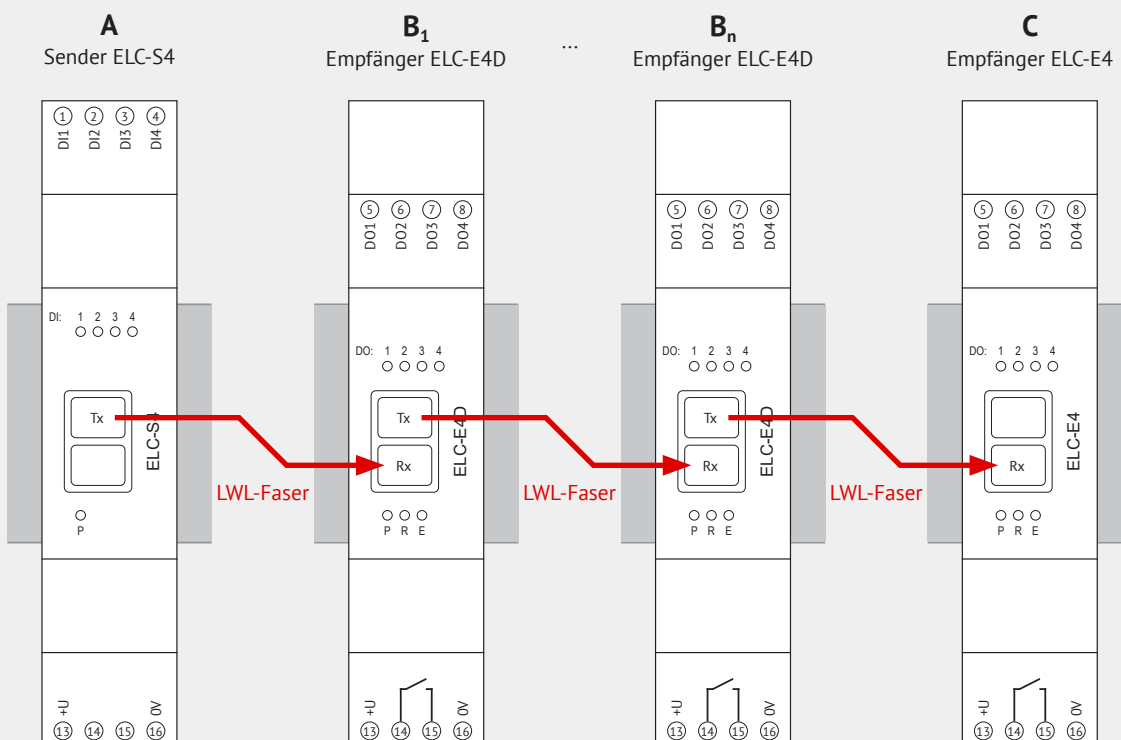 A
B1
...
Bn
C
Sender ELC-S4
Empfänger ELC-E4D
Empfänger ELC-E4D
Empfänger ELC-E4
1 2 3 4
DI1 DI2 DI3 DI4
5 6 7 8
DO1 DO2 DO3 DO4
5 6 7 8
DO1 DO2 DO3 DO4
5 6 7 8
DO1 DO2 DO3 DO4
DI: 1 2 3 4
DO: 1 2 3 4
DO: 1 2 3 4
DO: 1 2 3 4
Tx
ELC-S4
Tx
Rx
ELC-E4D
Tx
Rx
ELC-E4D
Rx
ELC-E4
LWL-Faser
LWL-Faser
LWL-Faser
P
P R E
P R E
P R E
+U 0V
13 14 15 16
+U 0V
13 14 15 16
+U 0V
13 14 15 16
+U 0V
13 14 15 16